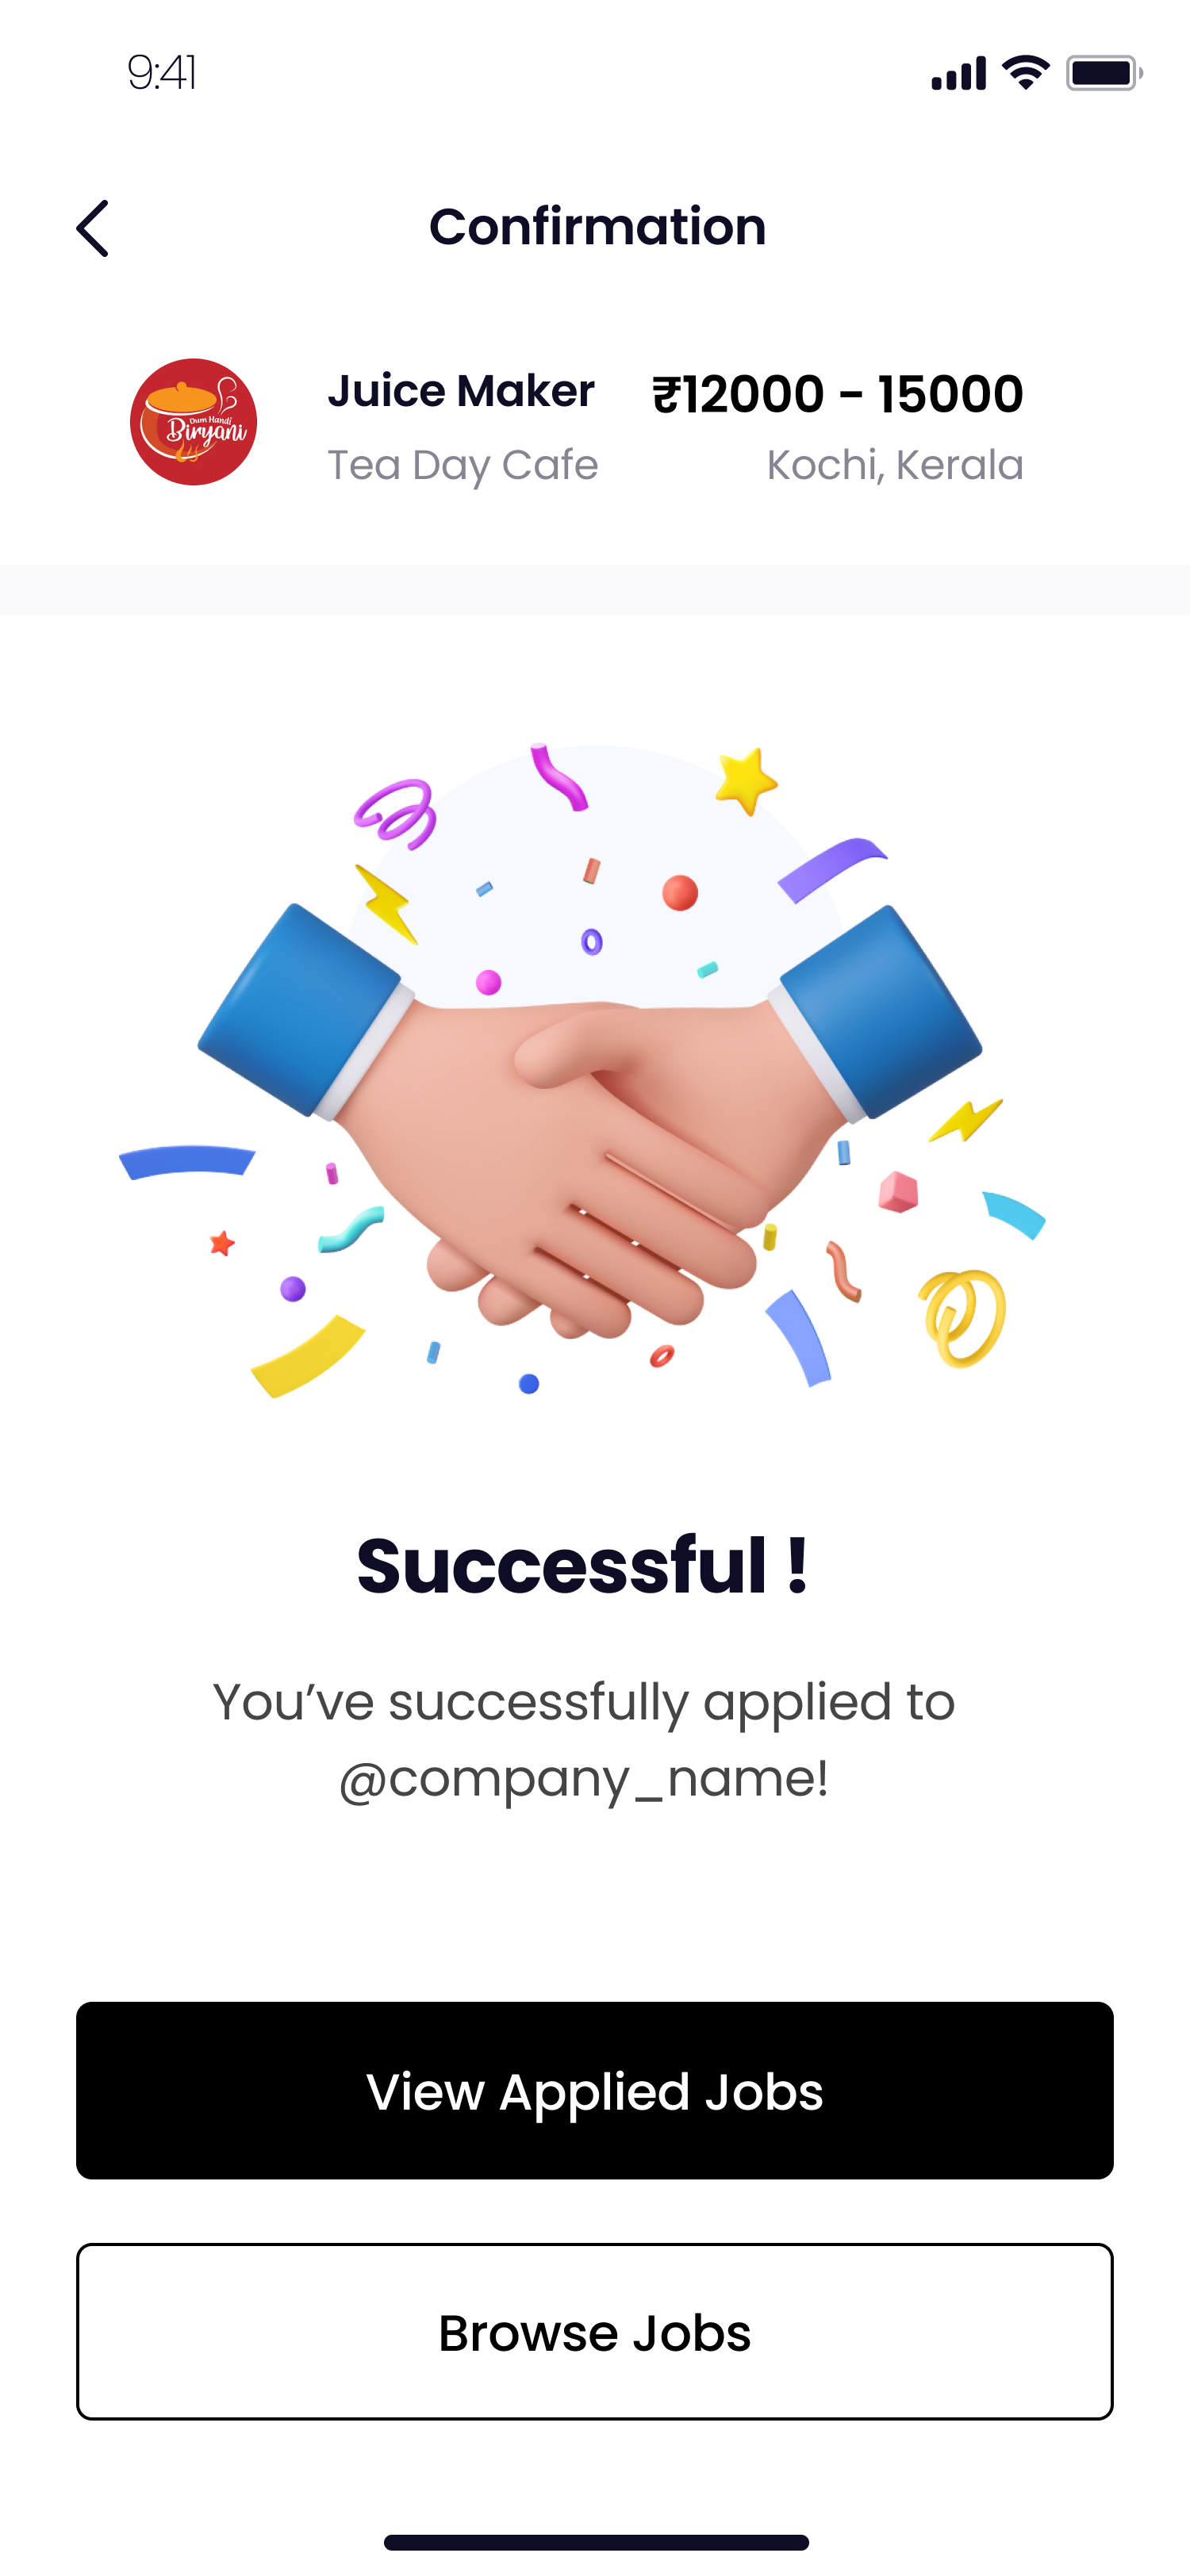 9:41
Confirmation
Dum Handi
Biryani
Juice Maker
₹12000 - 15000
Tea Day Cafe
Kochi, Kerala
Successful !
You’ve successfully applied to
@company_name!
View Applied Jobs
Browse Jobs